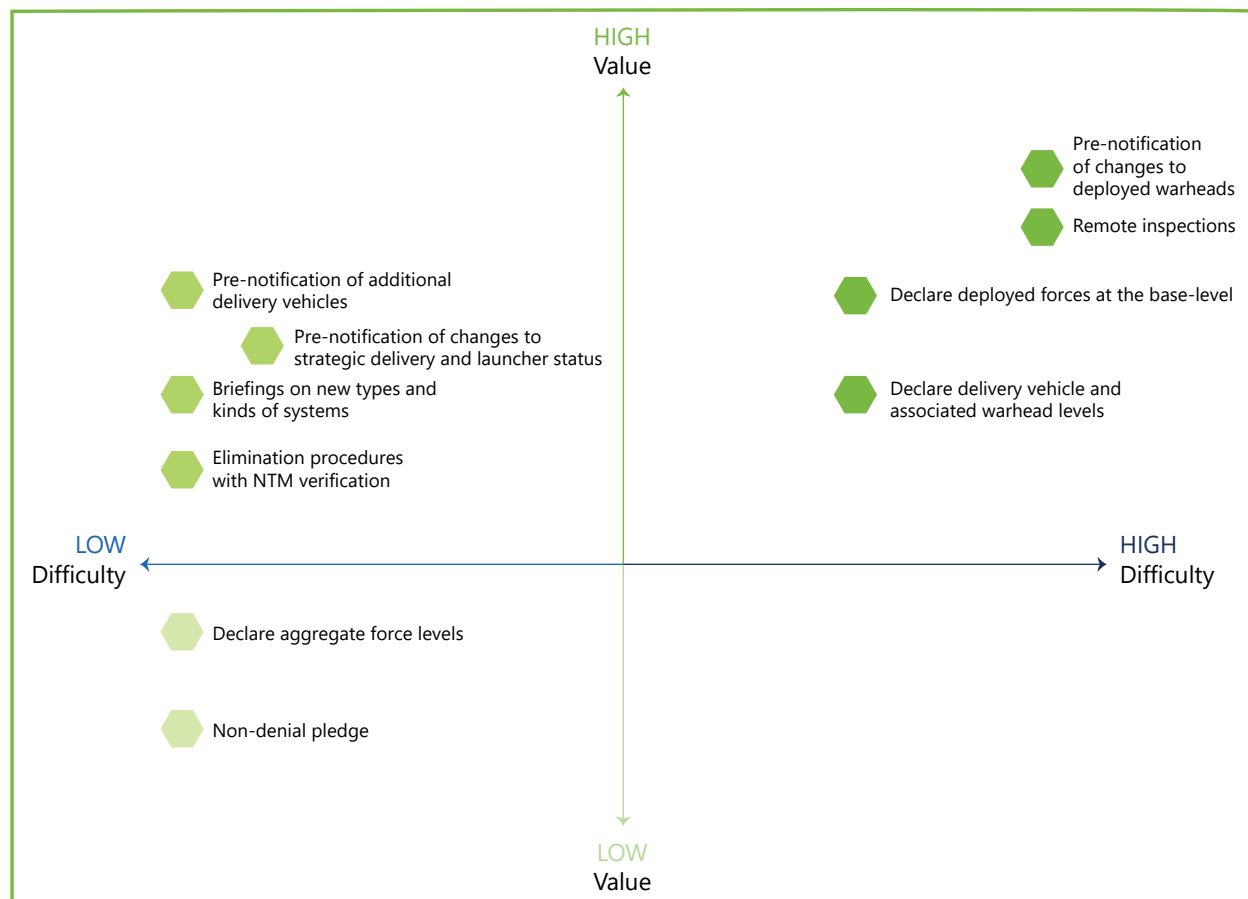 HIGH
Value
Pre-notification
of changes to
deployed warheads
Remote inspections
Pre-notification of additional
delivery vehicles
Declare deployed forces at the base-level
Pre-notification of changes to
strategic delivery and launcher status
Briefings on new types and
kinds of systems
Declare delivery vehicle and
associated warhead levels
Elimination procedures
with NTM verification
LOW
Difficulty
HIGH
Difficulty
Declare aggregate force levels
Non-denial pledge
LOW
Value